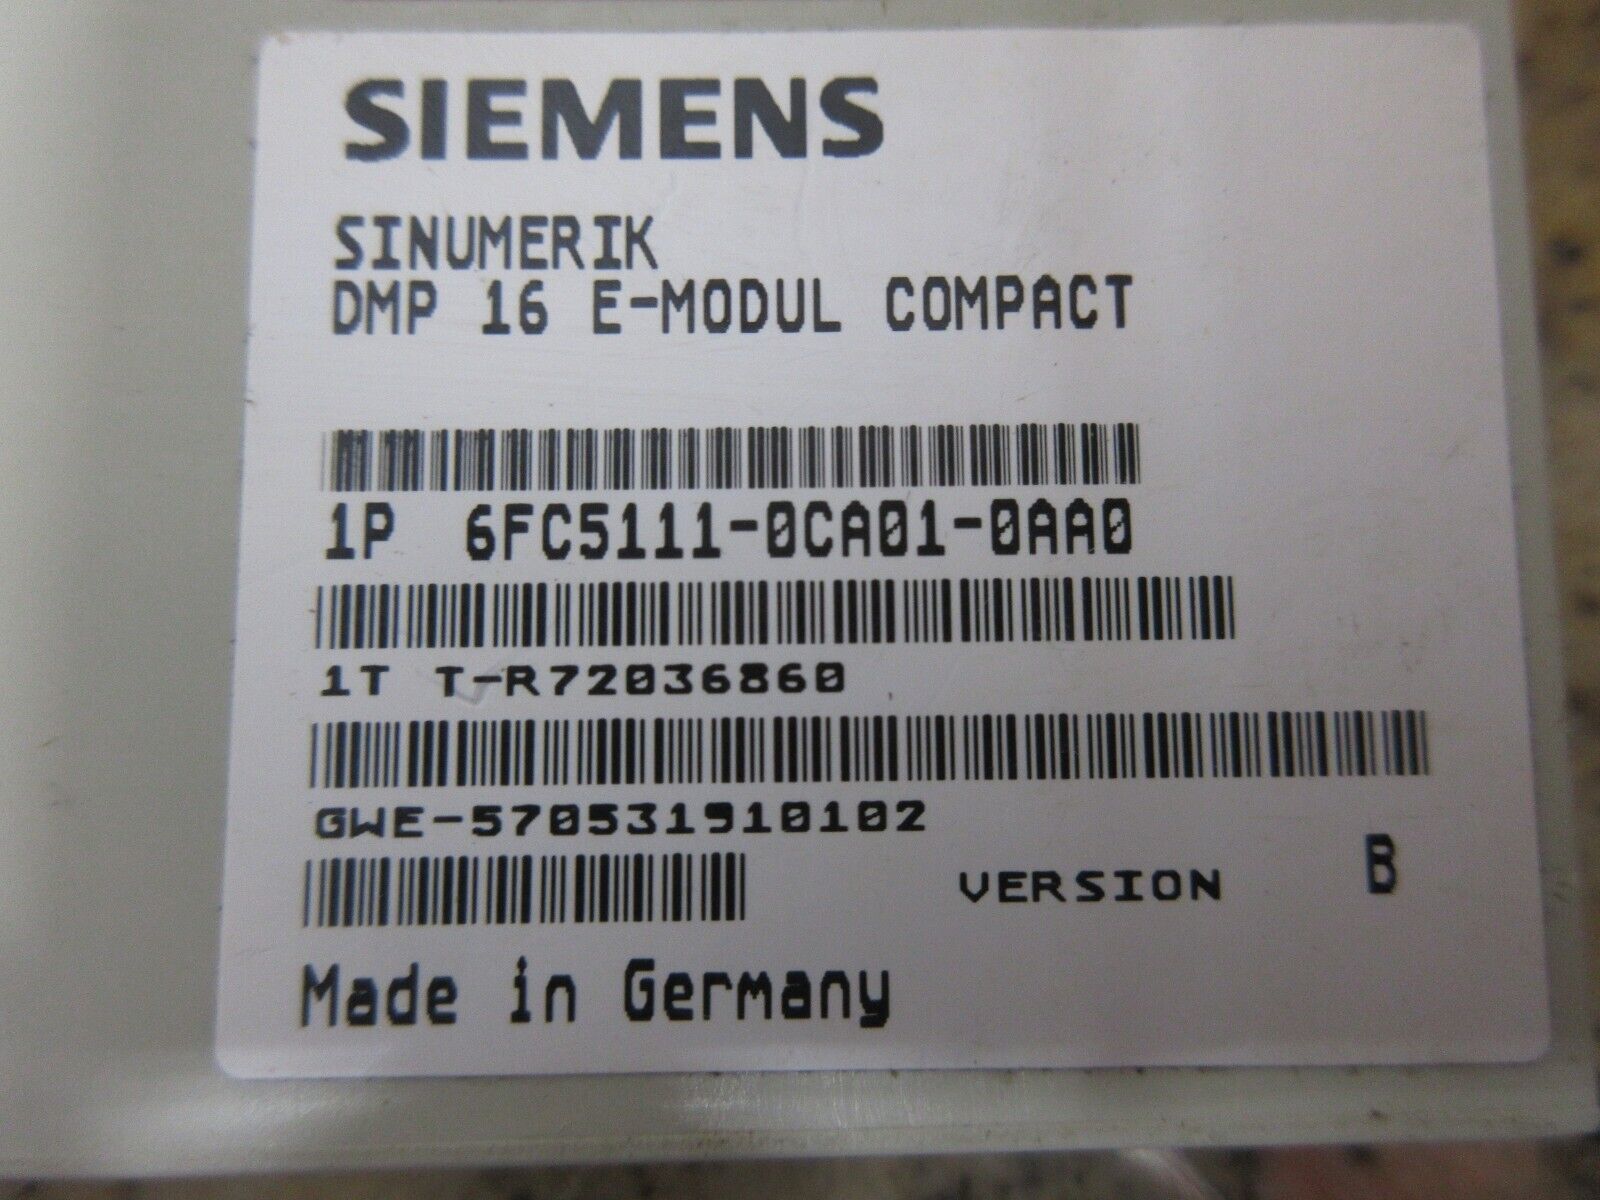 SIEMENS
SINUMERIK
DMP 16 E-MODUL COMPACT
1P 6FC5111-0CA01-0AA0
1T T-R72036860
GWE-570531910102
VERSION B
Made in Germany